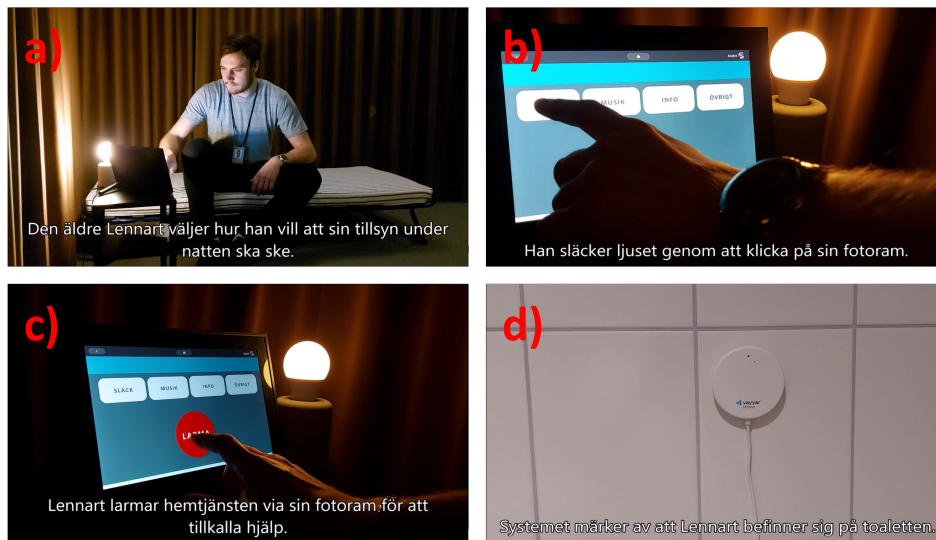 a)
Den äldre Lennart väljer hur han vill att sin tillsyn under
natten ska ske.
b)
MUSIK
INFO
ÖVRIGT
Han släcker ljuset genom att klicka på sin fotoram.
c)
SLÄCK
MUSIK
INFO
ÖVRIGT
LARMA
Lennart larmar hemtjänsten via sin fotoram för att
tillkalla hjälp.
d)
vayyar
Home
Systemet märker av att Lennart befinner sig på toaletten.